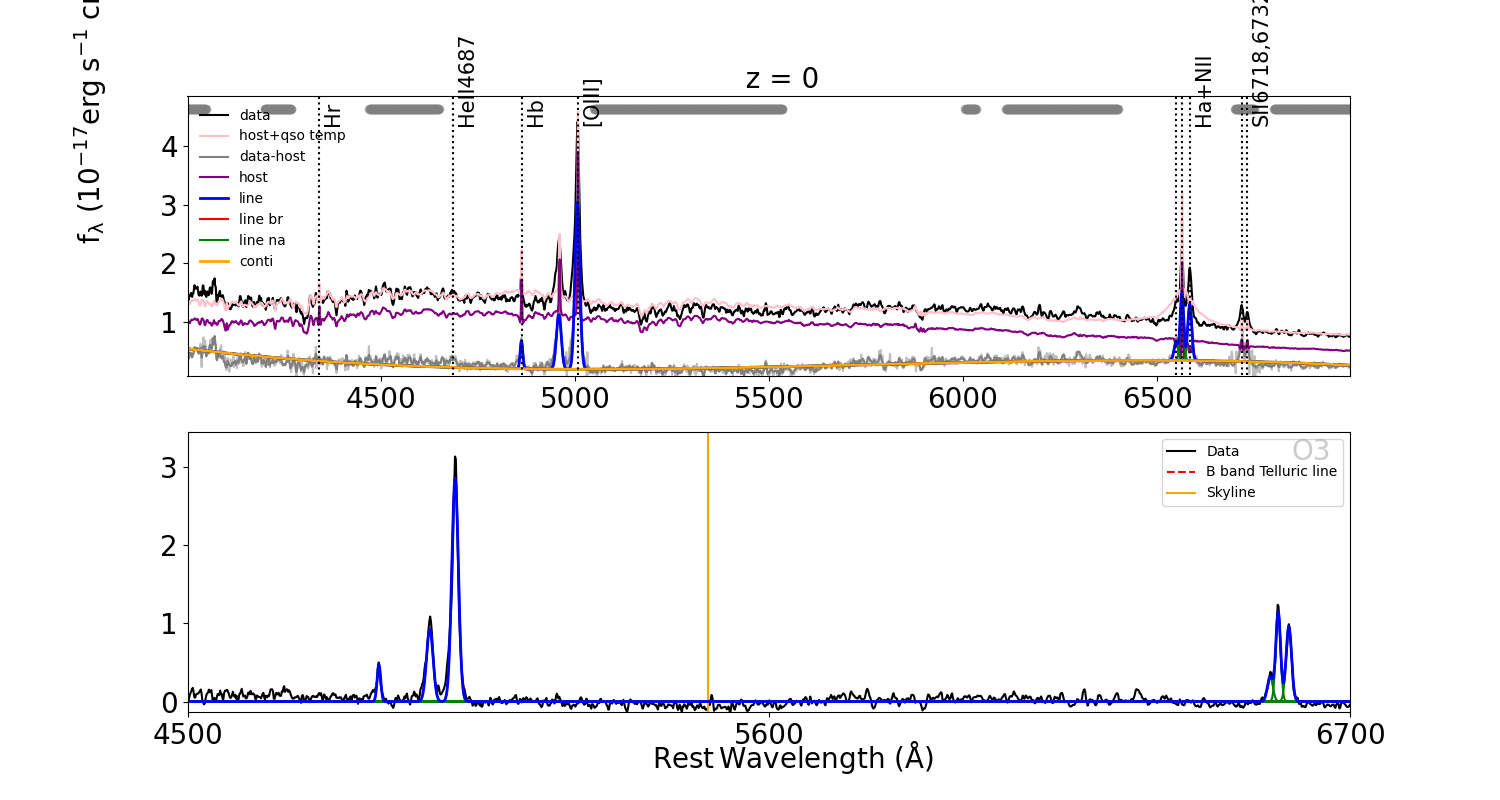 z = 0
f_λ (10^−17 erg s^−1
Hr
HeII4687
Hb
[OIII]
Ha+NII
SII6718,6732
data
host+qso temp
data-host
host
line
line br
line na
conti
4
3
2
1
4500
5000
5500
6000
6500
O3
Data
B band Telluric line
Skyline
3
2
1
0
4500
5600
6700
Rest Wavelength (Å)